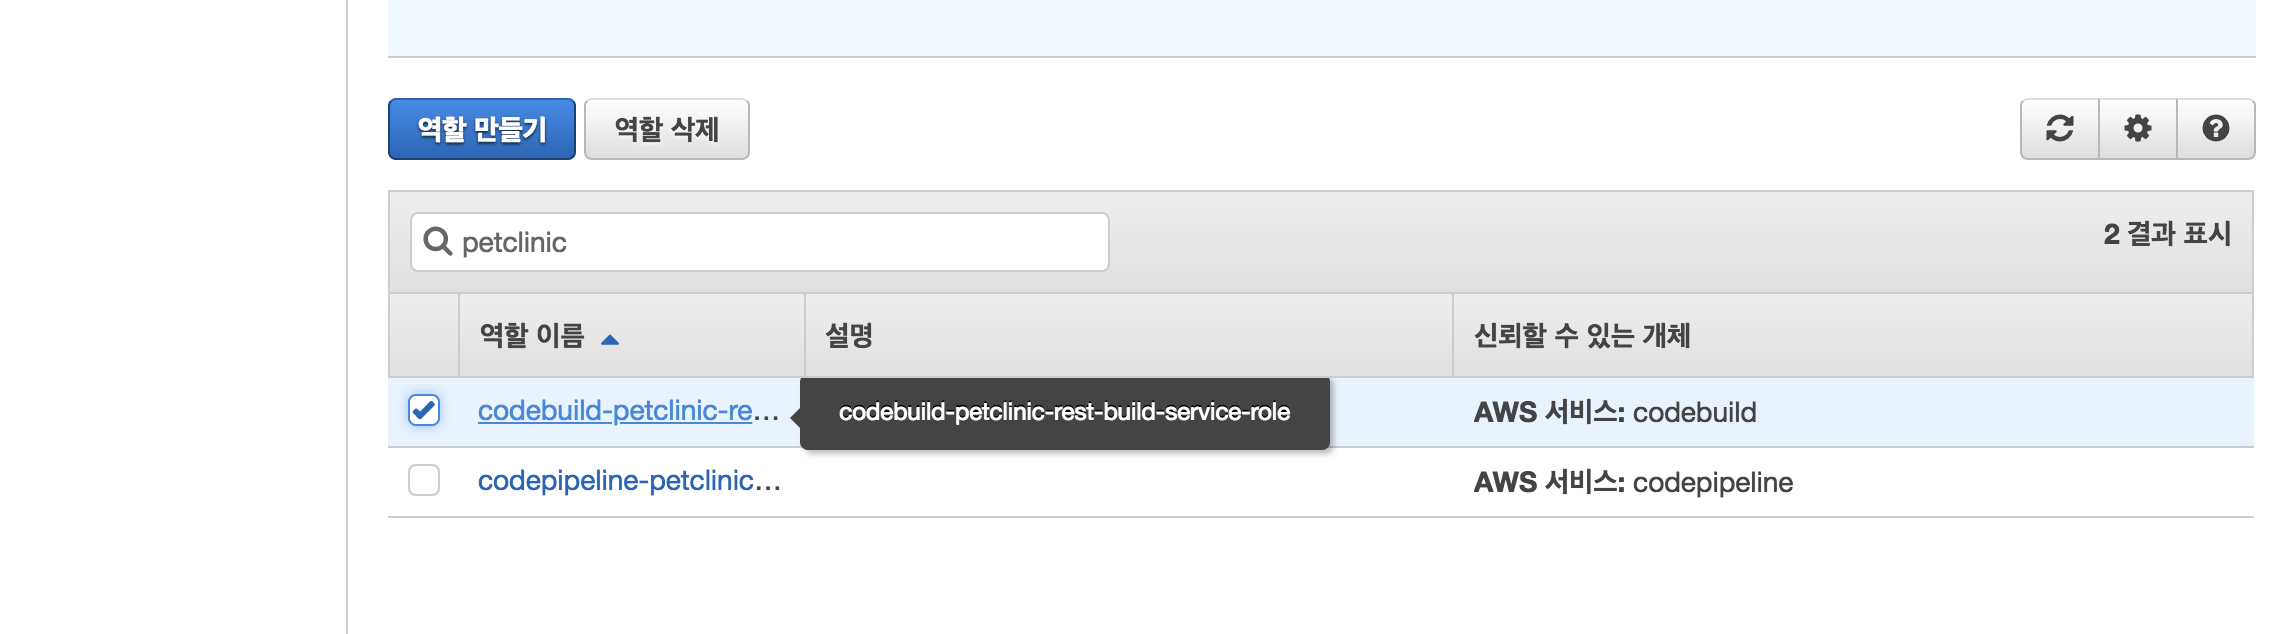 역할 만들기 역할 삭제
petclinic
2 결과 표시
역할 이름 설명 신뢰할 수 있는 개체
codebuild-petclinic-re... codebuild-petclinic-rest-build-service-role AWS 서비스: codebuild
codepipeline-petclinic... AWS 서비스: codepipeline